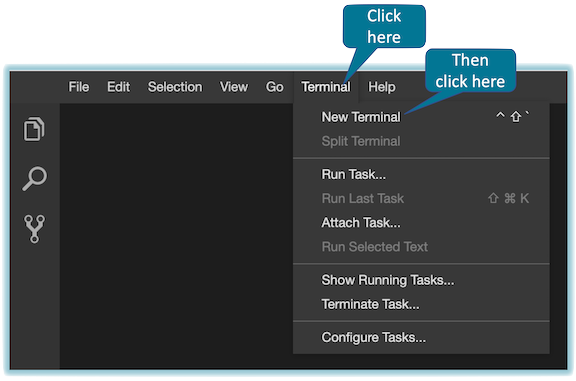 Click
here
Then
click here
File Edit Selection View Go Terminal Help
New Terminal ^ ⇧ `
Split Terminal
Run Task...
Run Last Task ⇧ ⌘ K
Attach Task...
Run Selected Text
Show Running Tasks...
Terminate Task...
Configure Tasks...